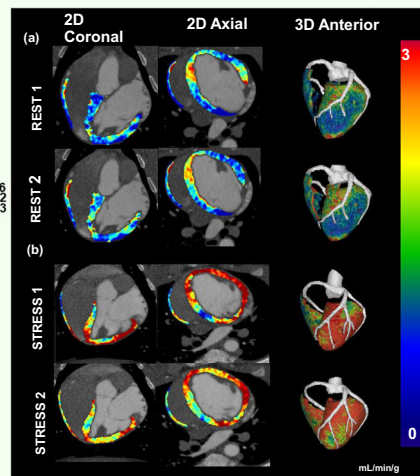 2D Coronal
2D Axial
3D Anterior
(a)
REST 1
REST 2
(b)
STRESS 1
STRESS 2
3
0
mL/min/g